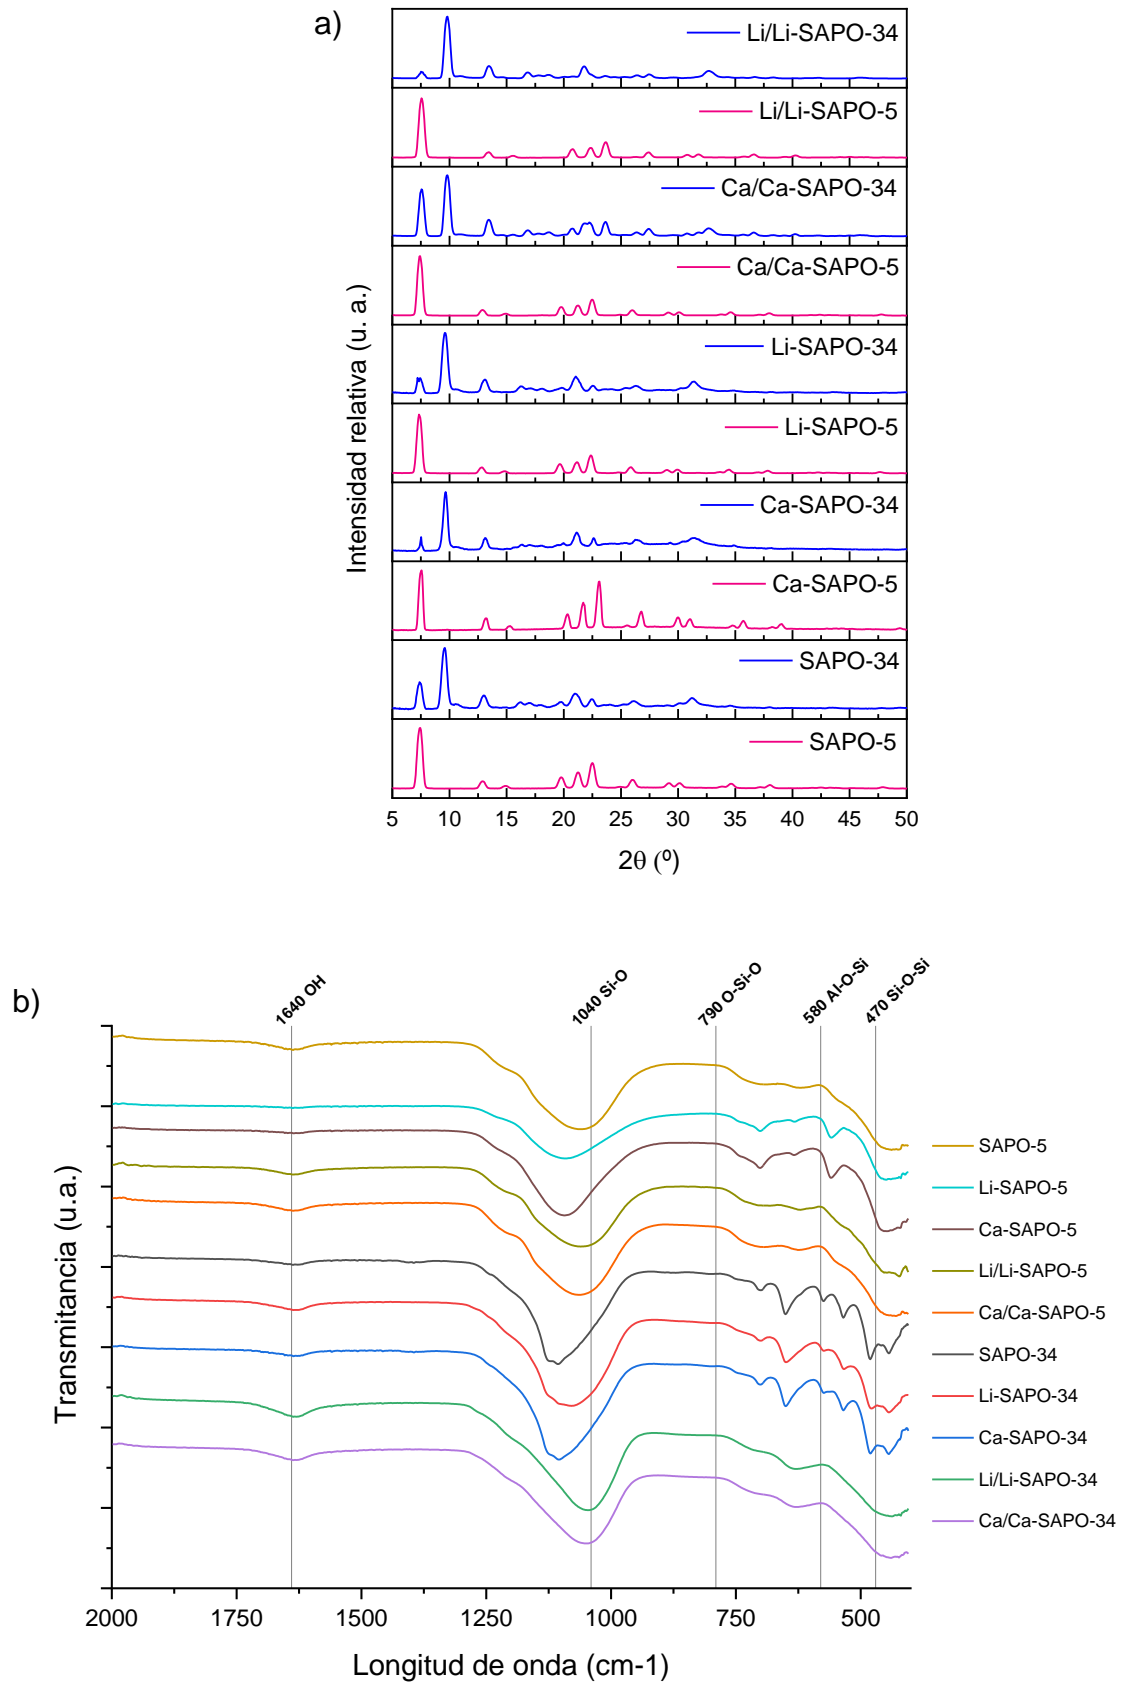 a)
Li/Li-SAPO-34
Li/Li-SAPO-5
Ca/Ca-SAPO-34
Ca/Ca-SAPO-5
Li-SAPO-34
Li-SAPO-5
Ca-SAPO-34
Ca-SAPO-5
SAPO-34
SAPO-5
Intensidad relativa (u. a.)
5 10 15 20 25 30 35 40 45 50
2θ (º)
b)
1640 OH
1040 Si-O
790 O-Si-O
580 Al-O-Si
470 Si-O-Si
Transmitancia (u.a.)
SAPO-5
Li-SAPO-5
Ca-SAPO-5
Li/Li-SAPO-5
Ca/Ca-SAPO-5
SAPO-34
Li-SAPO-34
Ca-SAPO-34
Li/Li-SAPO-34
Ca/Ca-SAPO-34
2000 1750 1500 1250 1000 750 500
Longitud de onda (cm-1)